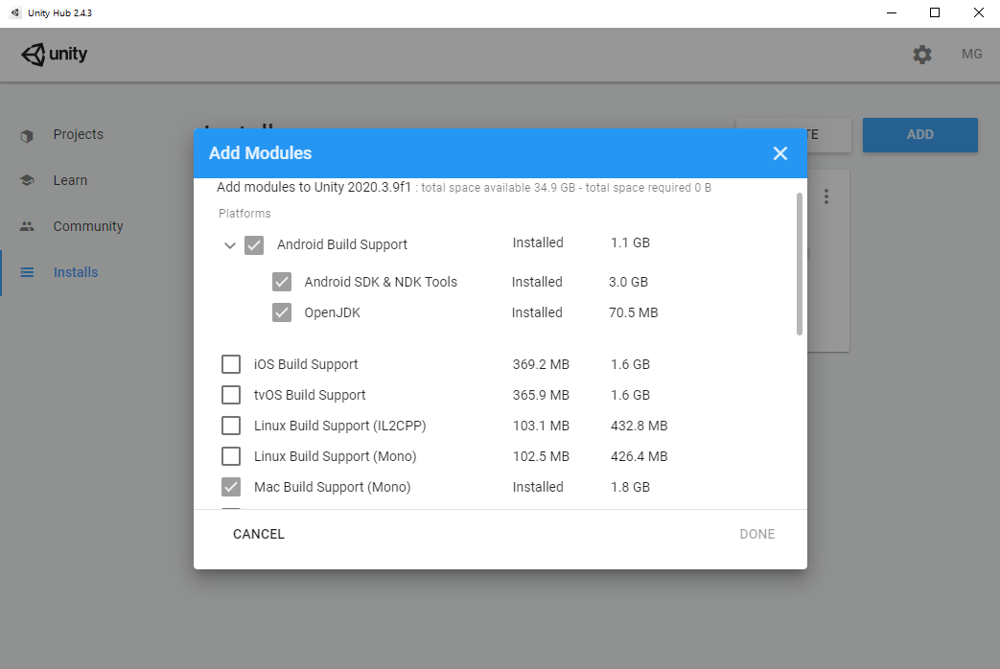 Unity Hub 2.4.3
unity
MG
Projects
Learn
Community
Installs
ADD
Add Modules
Add modules to Unity 2020.3.9f1 : total space available 34.9 GB - total space required 0 B
Platforms
Android Build Support Installed 1.1 GB
Android SDK & NDK Tools Installed 3.0 GB
OpenJDK Installed 70.5 MB
iOS Build Support 369.2 MB 1.6 GB
tvOS Build Support 365.9 MB 1.6 GB
Linux Build Support (IL2CPP) 103.1 MB 432.8 MB
Linux Build Support (Mono) 102.5 MB 426.4 MB
Mac Build Support (Mono) Installed 1.8 GB
CANCEL DONE